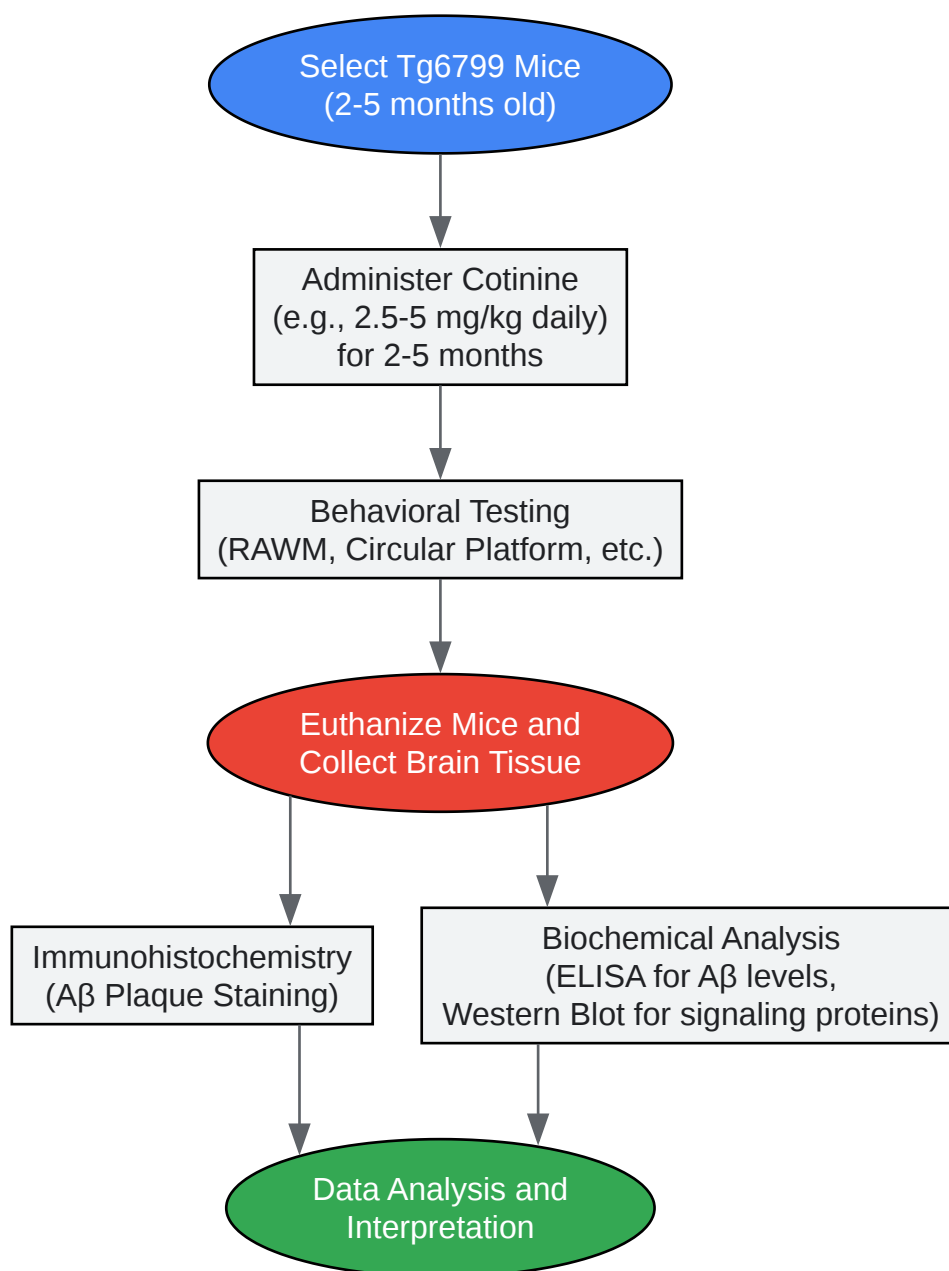 Select Tg6799 Mice
(2-5 months old)
Administer Cotinine
(e.g., 2.5-5 mg/kg daily)
for 2-5 months
Behavioral Testing
(RAWM, Circular Platform, etc.)
Euthanize Mice and
Collect Brain Tissue
Immunohistochemistry
(Aβ Plaque Staining)
Biochemical Analysis
(ELISA for Aβ levels,
Western Blot for signaling proteins)
Data Analysis and
Interpretation